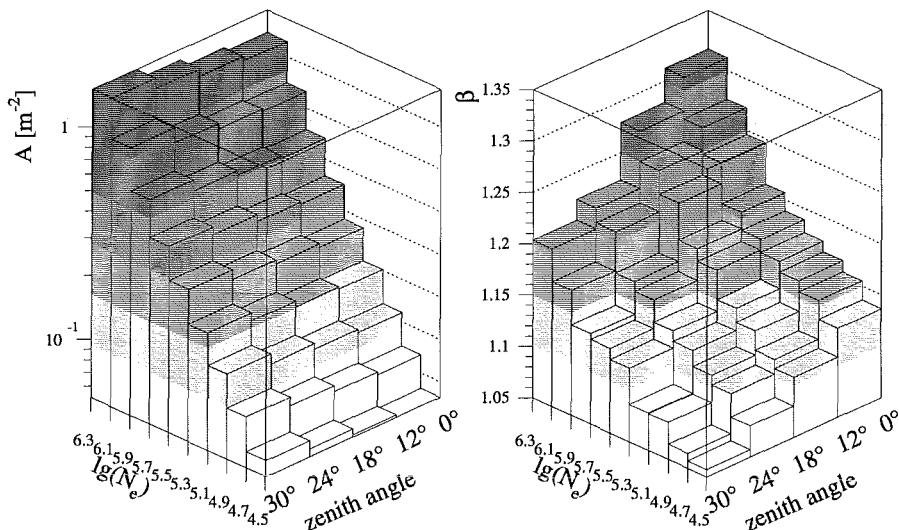 A [m⁻²]
1
10⁻¹
6.3 6.1 5.9 5.7 5.5 5.3 5.1 4.9 4.7 4.5
lg(Nₑ)
30° 24° 18° 12° 0°
zenith angle
β
1.35
1.3
1.25
1.2
1.15
1.1
1.05
6.3 6.1 5.9 5.7 5.5 5.3 5.1 4.9 4.7 4.5
lg(Nₑ)
30° 24° 18° 12° 0°
zenith angle